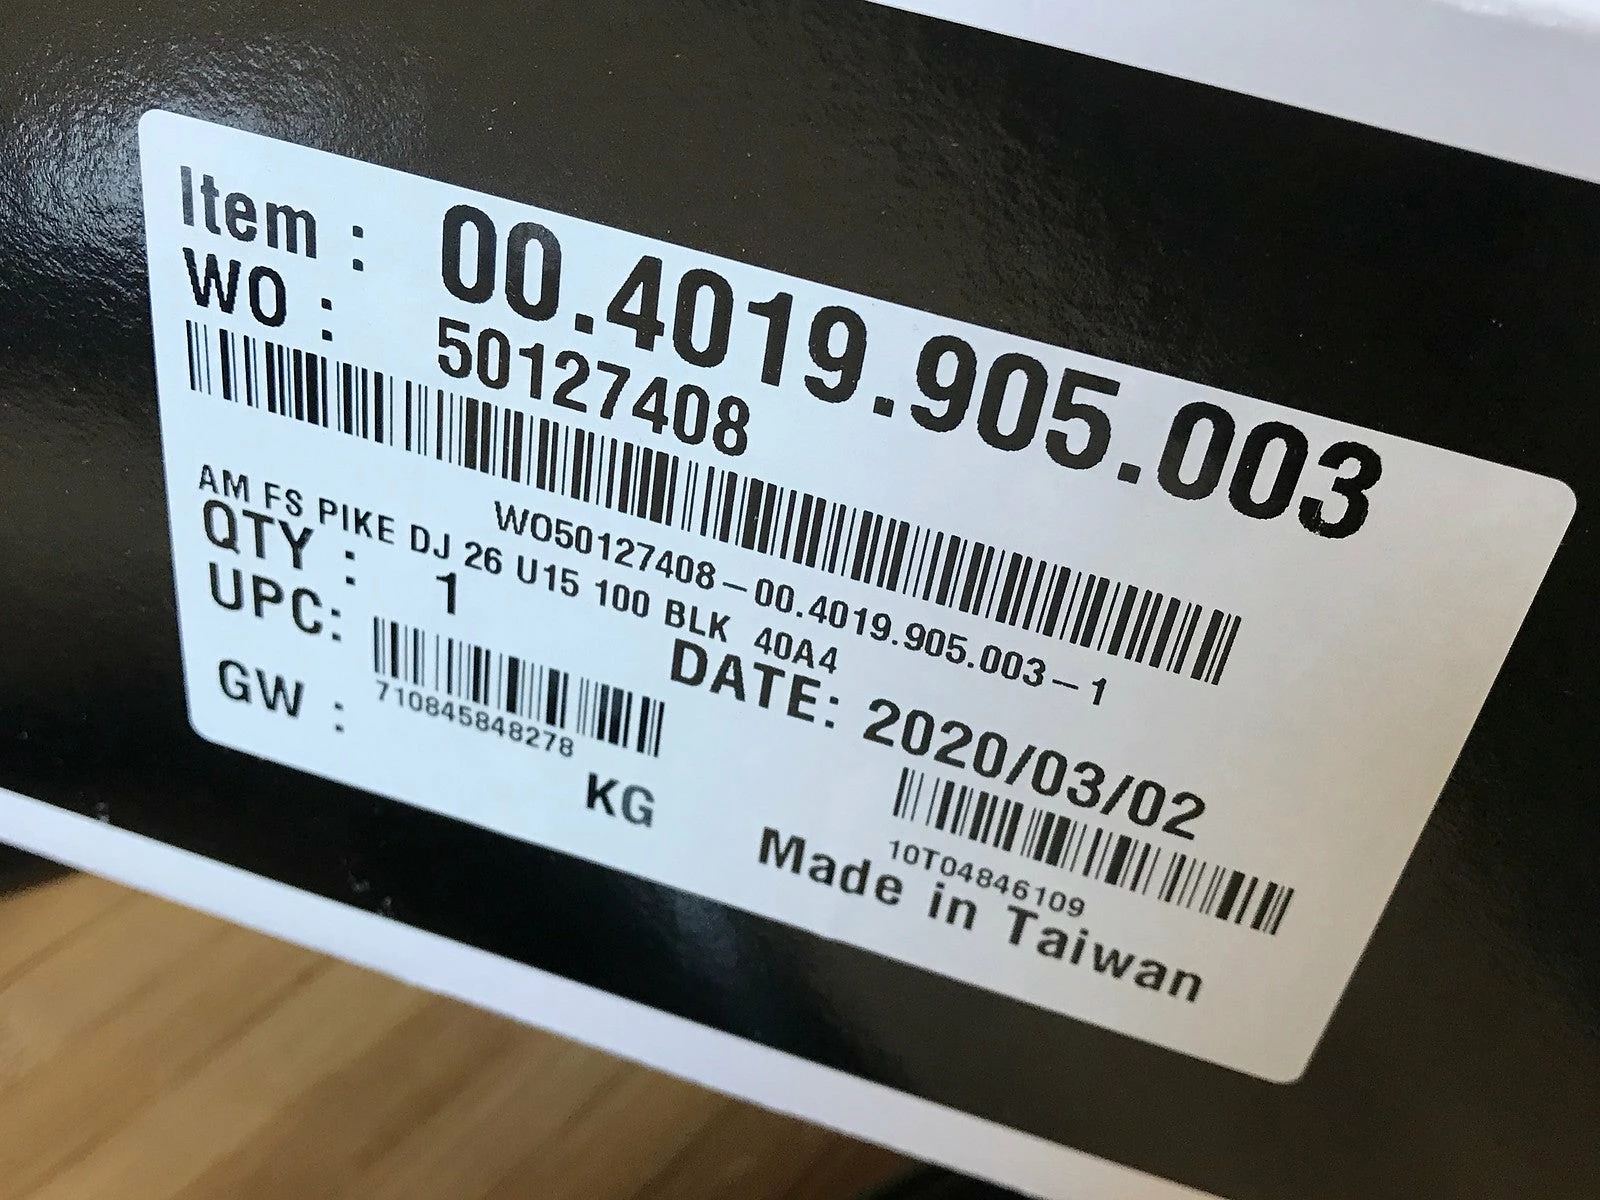 Item : 00.4019.905.003
WO : 50127408
WO50127408-00.4019.905.003-1
AM FS PIKE DJ 26 U15 100 BLK 40A4
QTY : 1
DATE: 2020/03/02
UPC:
710845848278
10T04846109
GW : KG
Made in Taiwan